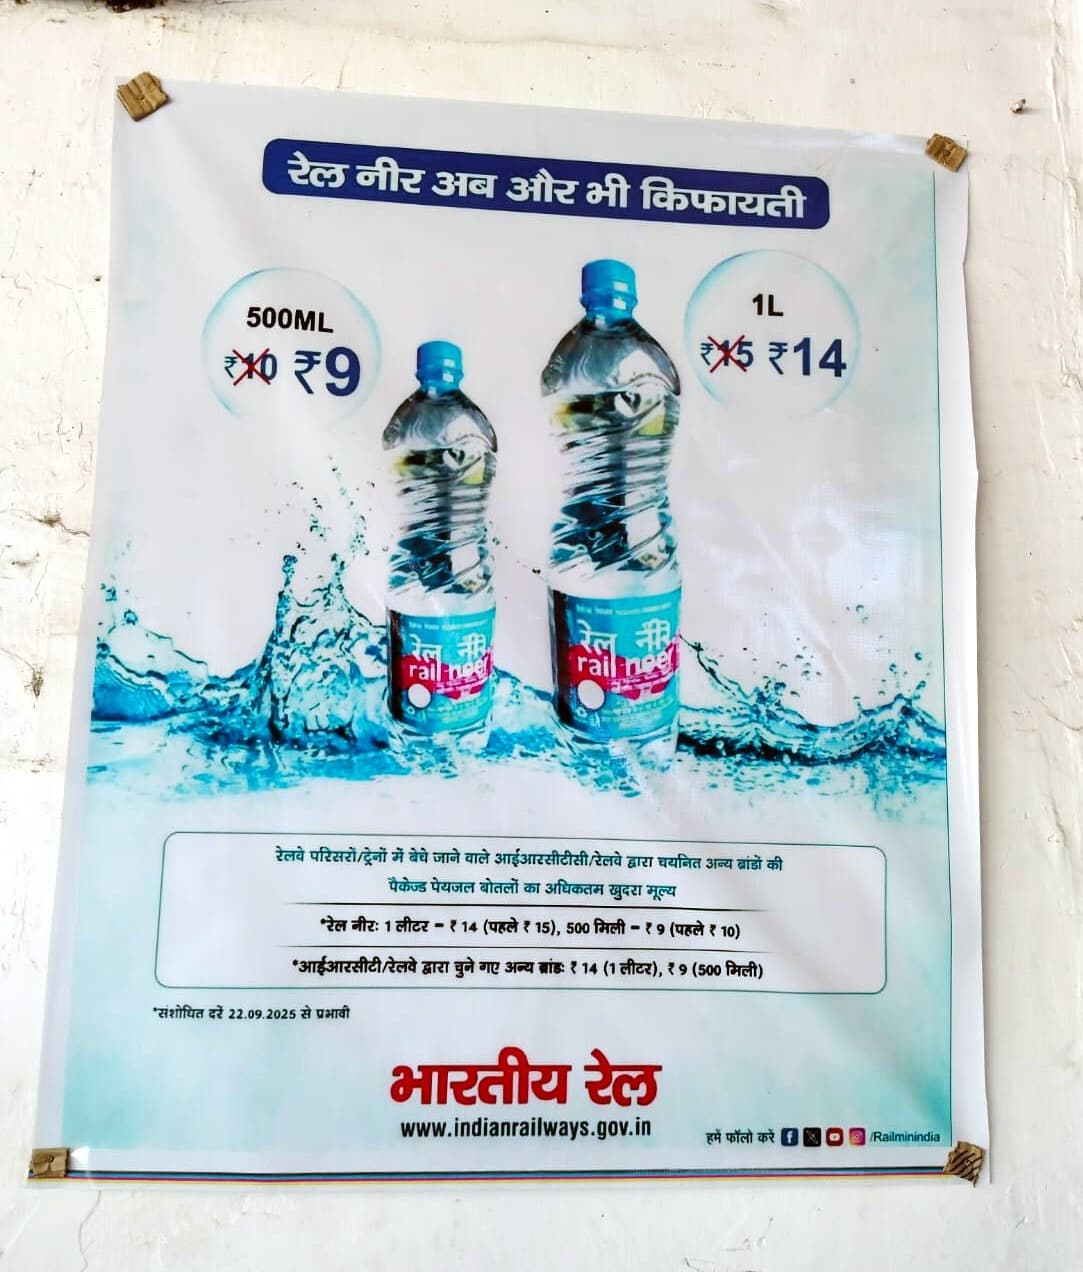 रेल नीर अब और भी किफायती
500ML
₹10 ₹9
1L
₹15 ₹14
रेल नीर
rail neer
रेल नीर
rail neer
रेलवे परिसरों/ट्रेनों में बेचे जाने वाले आईआरसीटीसी/रेलवे द्वारा चयनित अन्य ब्रांडों की
पैकेज्ड पेयजल बोतलों का अधिकतम खुदरा मूल्य
*रेल नीर: 1 लीटर - ₹ 14 (पहले ₹ 15), 500 मिली - ₹ 9 (पहले ₹ 10)
*आईआरसीटी/रेलवे द्वारा चुने गए अन्य ब्रांड: ₹ 14 (1 लीटर), ₹ 9 (500 मिली)
*संशोधित दरें 22.09.2025 से प्रभावी
भारतीय रेल
www.indianrailways.gov.in
हमें फॉलो करें /Railminindia